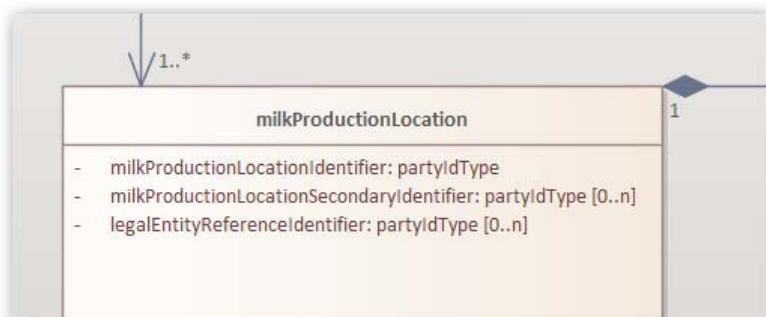 1..*
milkProductionLocation
1
- milkProductionLocationIdentifier: partyIdType
- milkProductionLocationSecondaryIdentifier: partyIdType [0..n]
- legalEntityReferenceIdentifier: partyIdType [0..n]